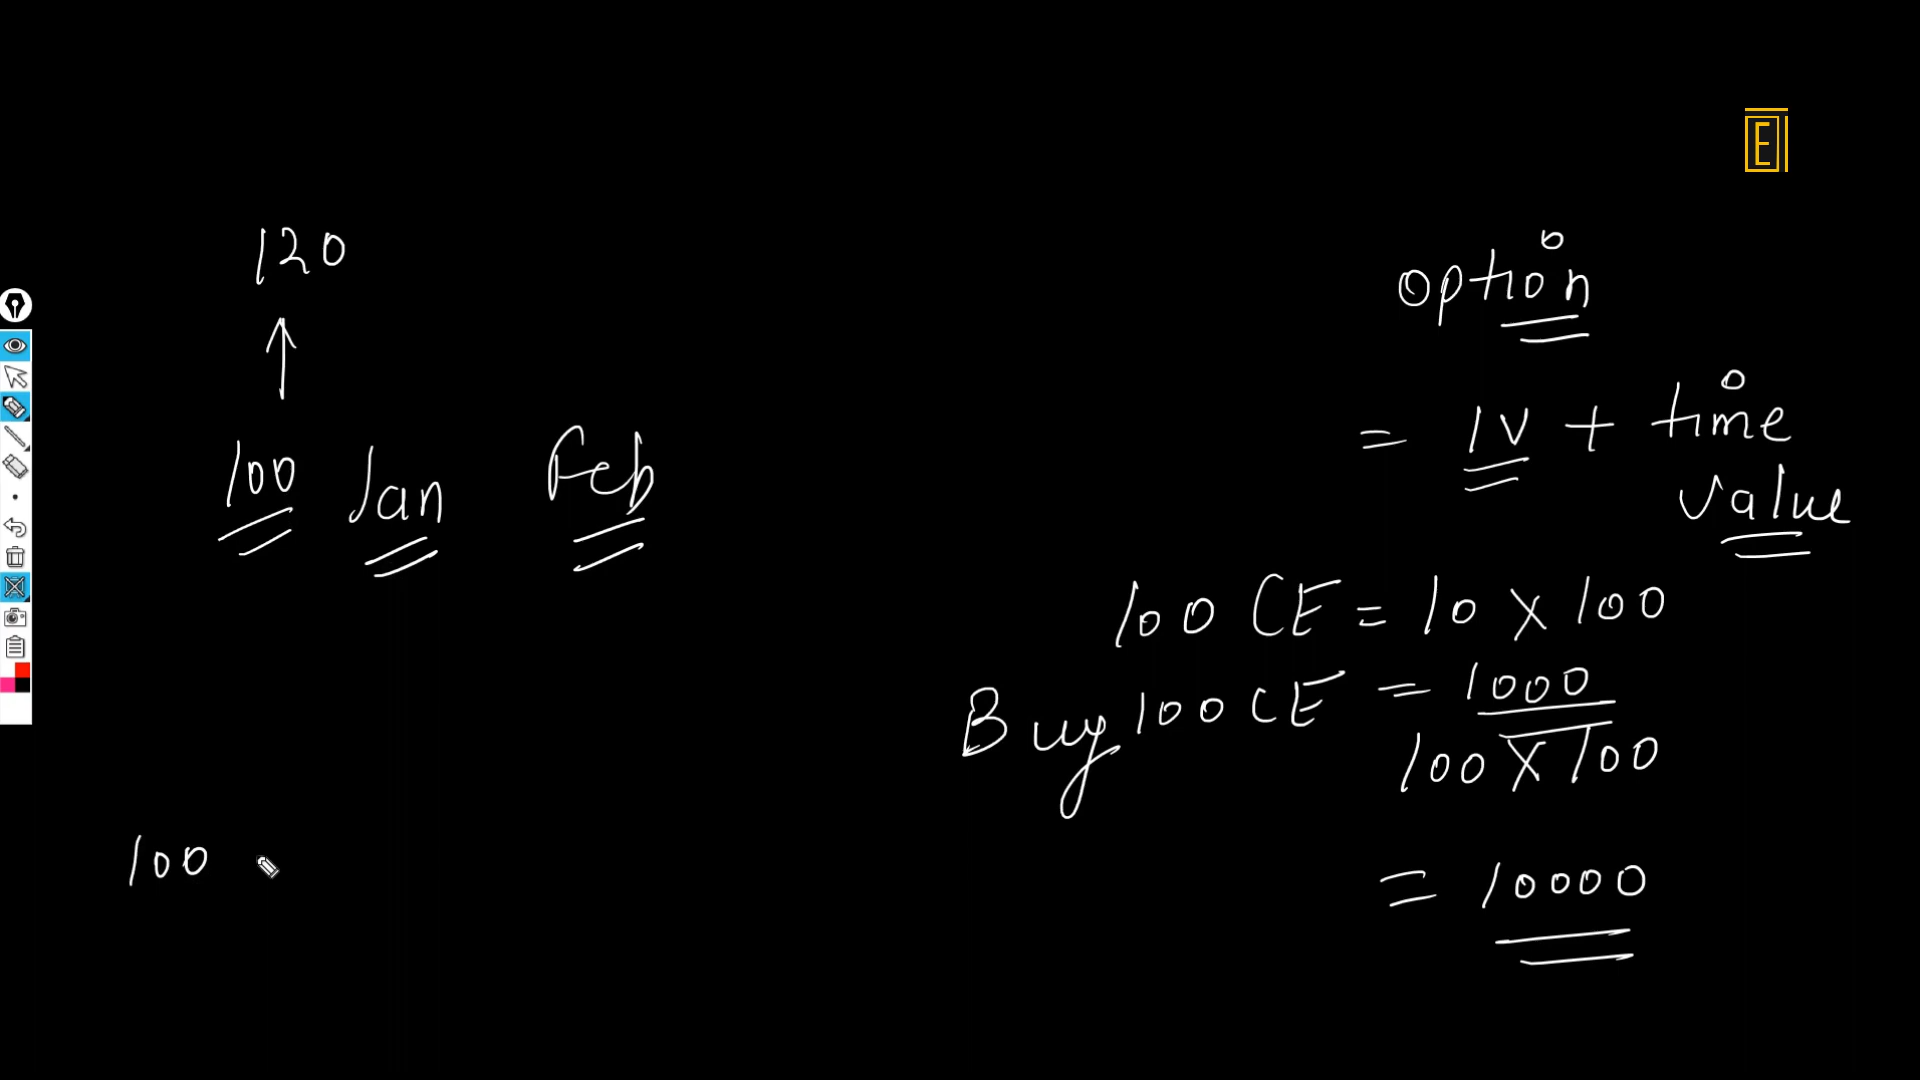 120
100 Jan Feb
100
E
option
= IV + time
value
100 CE = 10 X 100
Buy 100 CE = 1000
100 X 100
= 10000